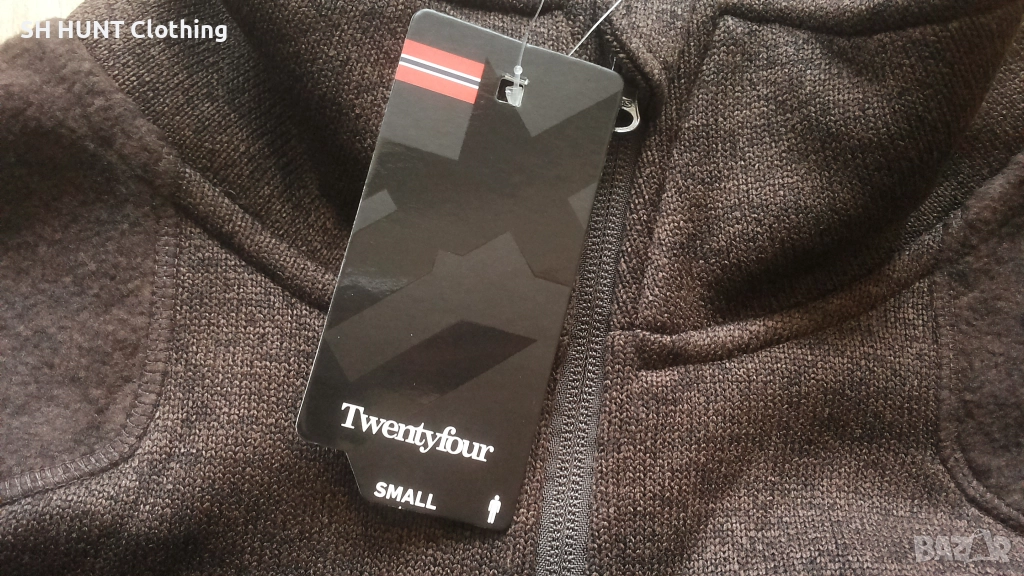 SH HUNT Clothing
Twentyfour
SMALL
BAZAR